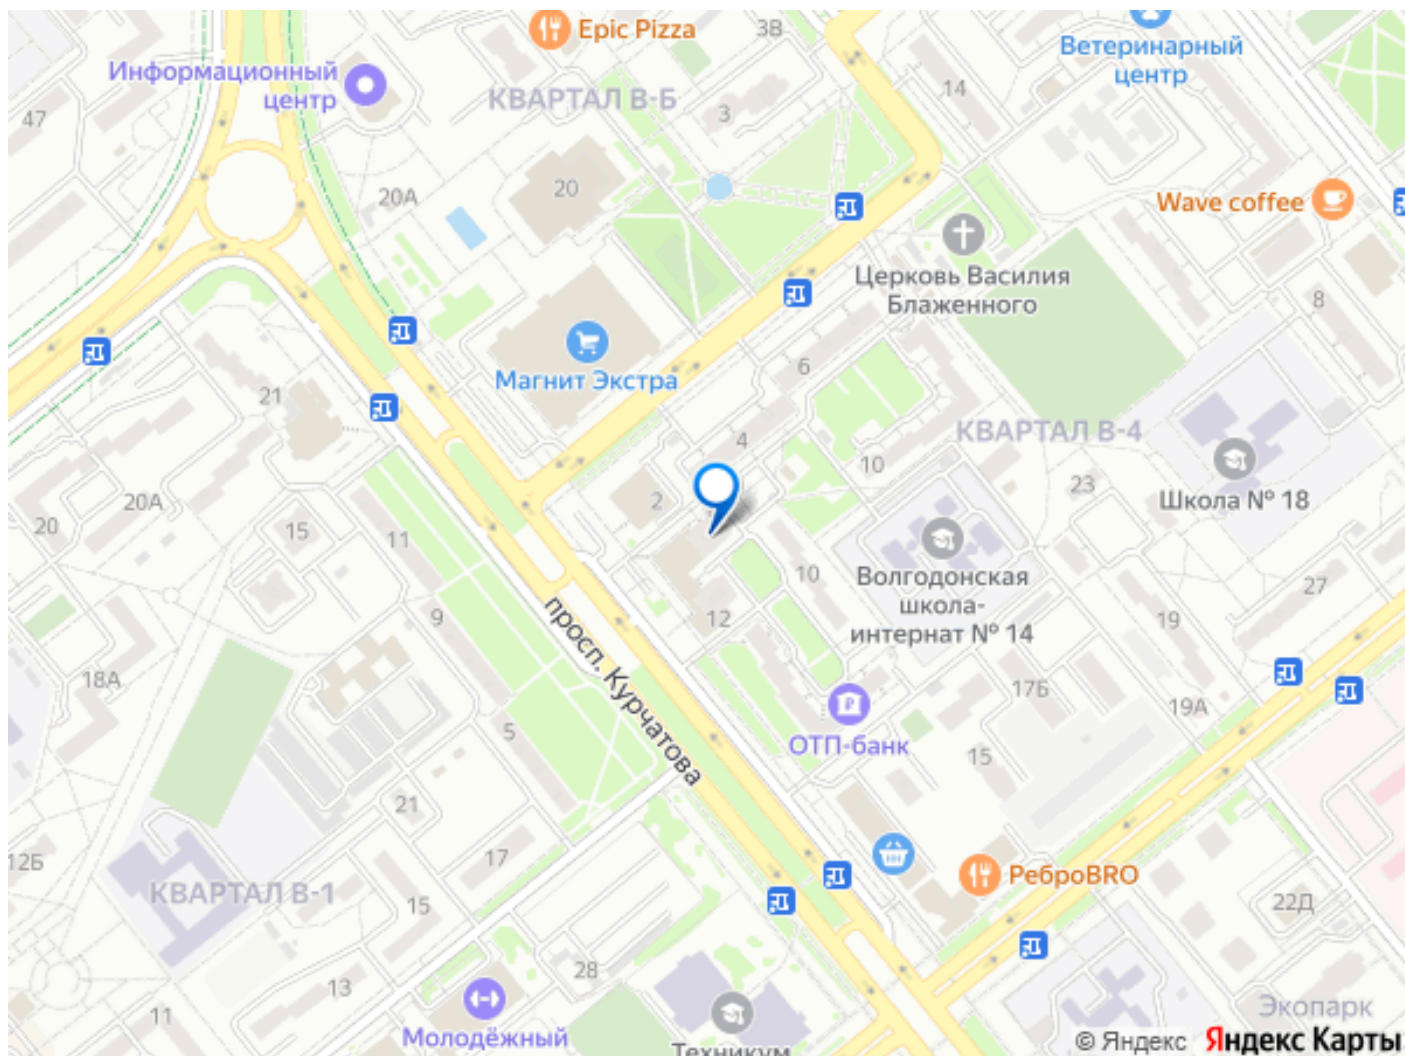 Epic Pizza
3В
Информационный
центр
Ветеринарный
центр
47
КВАРТАЛ В-Б
14
3
20А
20
Wave coffee
Церковь Василия
Блаженного
8
Магнит Экстра
6
21
4
КВАРТАЛ В-4
10
23
Школа № 18
20А
20
15
11
2
Волгодонская
школа-
интернат № 14
10
27
12
9
19
просп. Курчатова
18А
17Б
19А
ОТП-банк
5
15
21
17
12Б
КВАРТАЛ В-1
15
РеброBRO
22Д
28
13
11
Молодёжный
Техникум
Экопарк
© Яндекс Яндекс Карты